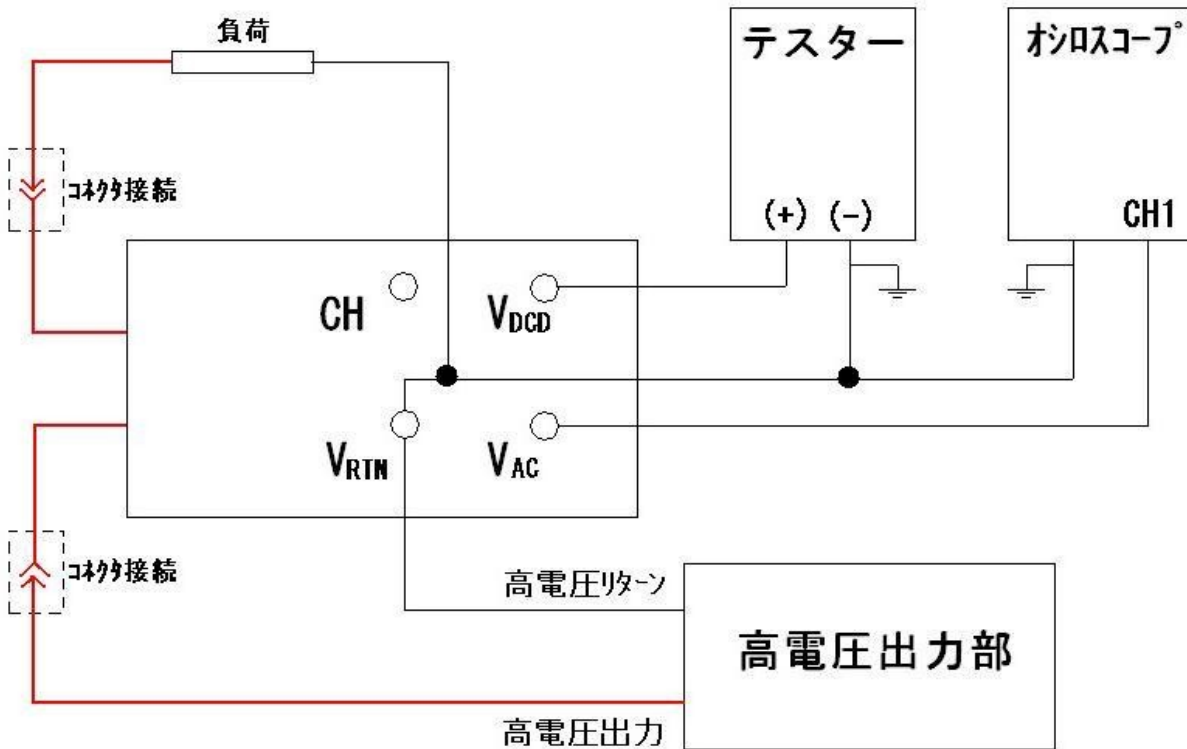 負荷
テスター
オシロスコープ
コネクタ接続
(+) (-)
CH1
CH
VDCD
VRTN
VAC
コネクタ接続
高電圧リターン
高電圧出力部
高電圧出力